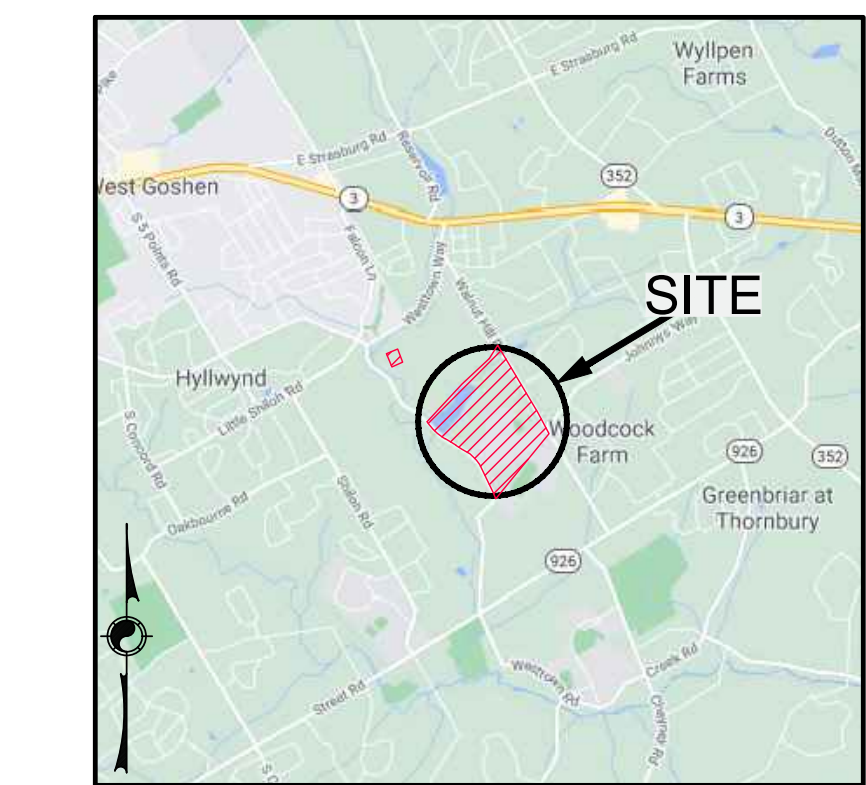 Wyllpen
Farms
E Strasburg Rd
Pike
E Strasburg Rd
Reservoir Rd
352
West Goshen
3
3
S 5 Points Rd
Falcon Ln
Westtown Way
Walnut Hill R
SITE
Johnnys Way
Hyllwynd
Little Shiloh Rd
S Concord Rd
Woodcock
Farm
926
352
Greenbriar at
Thornbury
Shiloh Rd
Oakbourne Rd
926
Westtown Rd
Creek Rd
Street Rd
Cheyney Rd